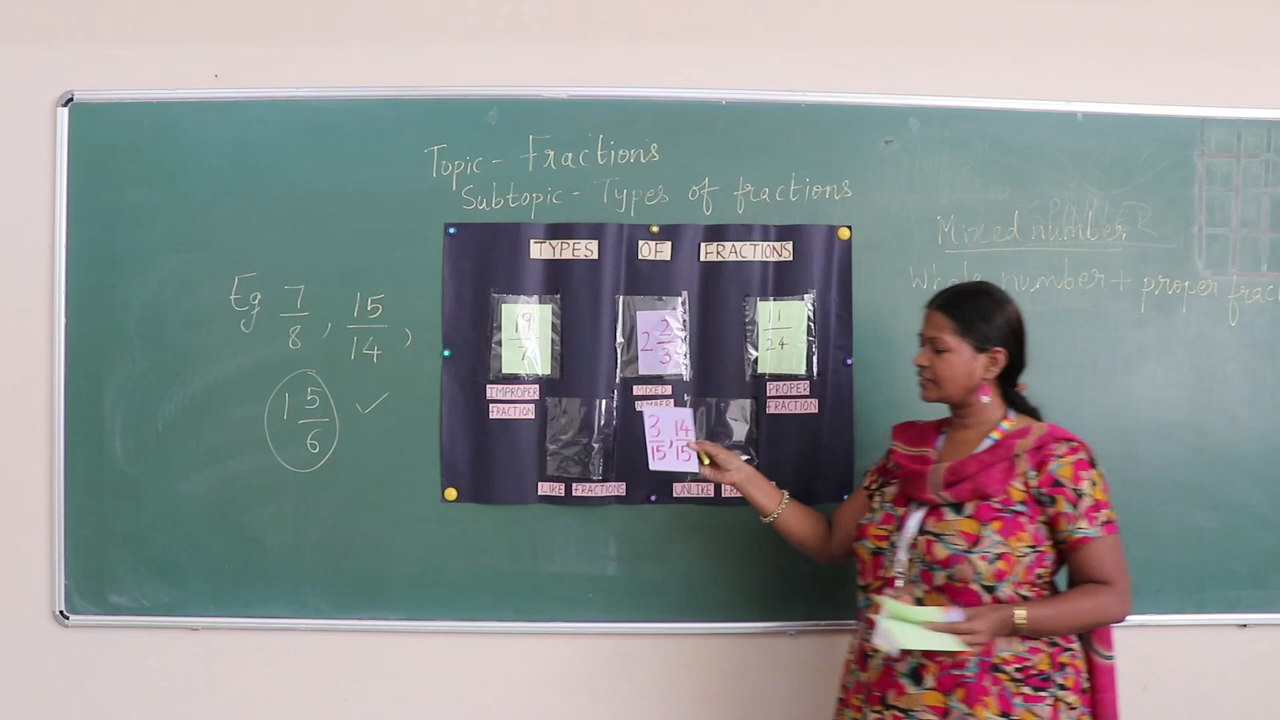 Topic - Fractions
Subtopic - Types of fractions
TYPES OF FRACTIONS
19/7
2 2/3
11/24
IMPROPER FRACTION
MIXED NUMBER
PROPER FRACTION
3/15, 14/15
LIKE FRACTIONS
UNLIKE
Eg 7/8, 15/14,
1 5/6 ✓
Mixed number
Whole number + proper